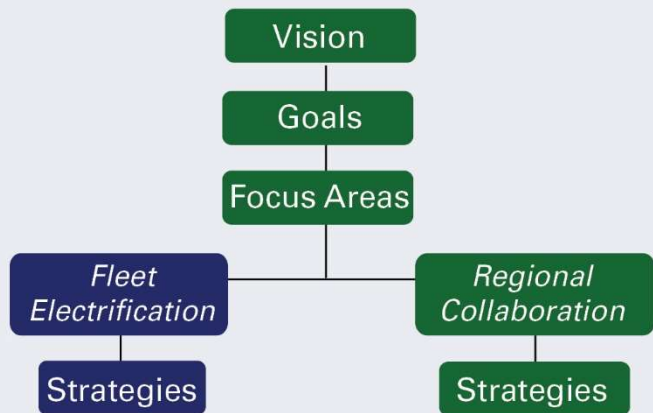 Vision
Goals
Focus Areas
Fleet
Electrification
Regional
Collaboration
Strategies
Strategies